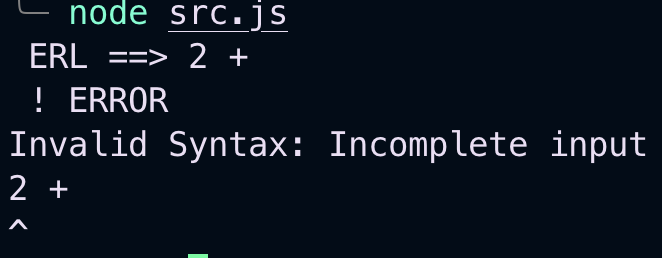 └─ node src.js
ERL ==> 2 +
! ERROR
Invalid Syntax: Incomplete input
2 +
^